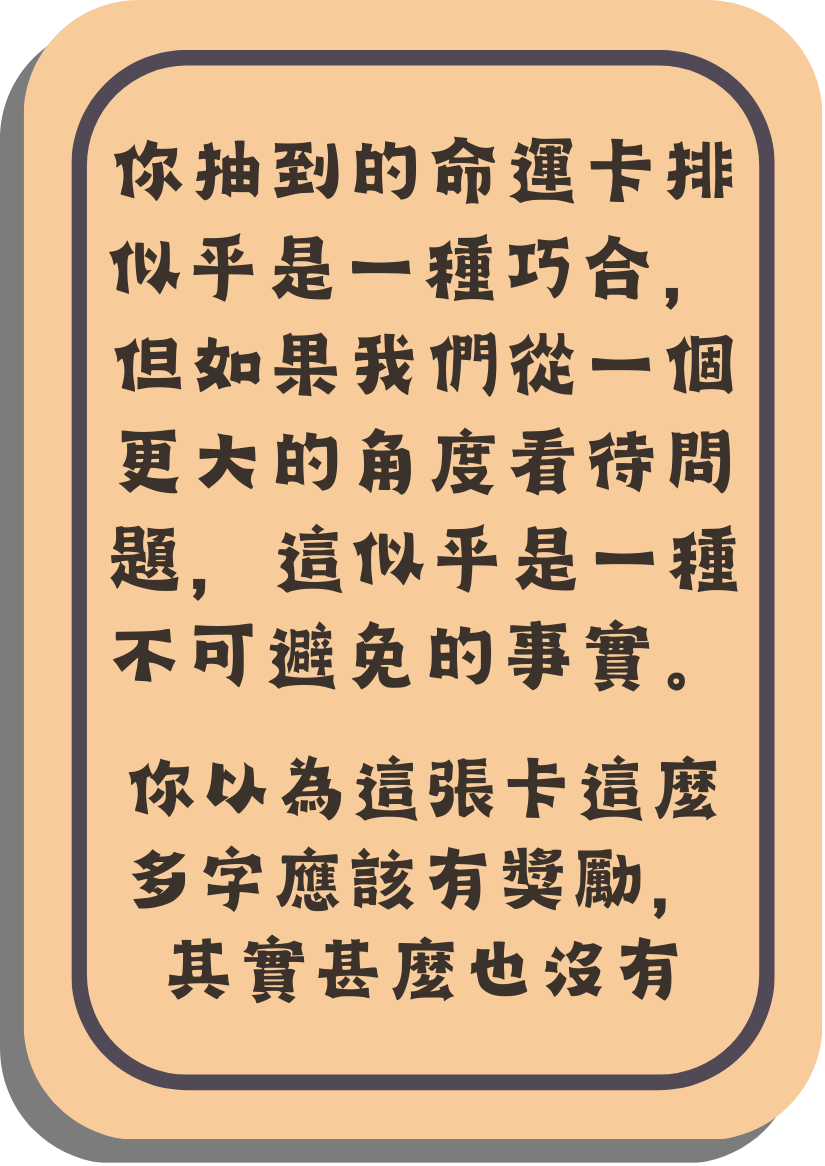 你抽到的命運卡排
似乎是一種巧合，
但如果我們從一個
更大的角度看待問
題，這似乎是一種
不可避免的事實。
你以為這張卡這麼
多字應該有獎勵，
其實甚麼也沒有